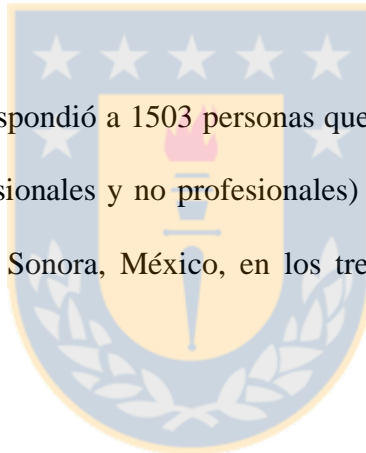 spondió a 1503 personas que
sionales y no profesionales)
Sonora, México, en los tre